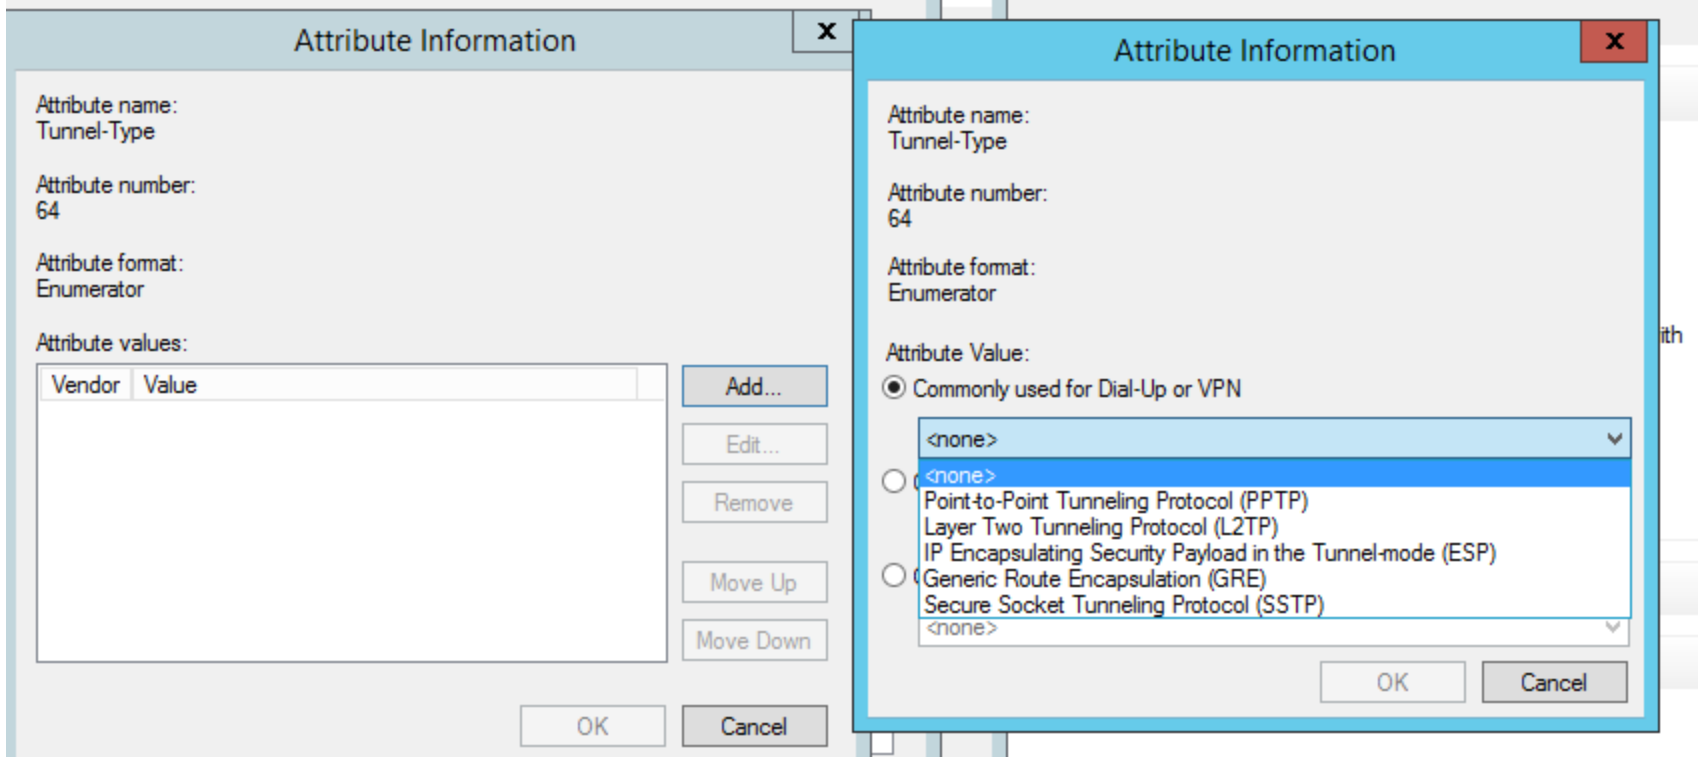 Attribute Information
x
Attribute name:
Tunnel-Type
Attribute number:
64
Attribute format:
Enumerator
Attribute values:
Vendor Value
Add...
Edit...
Remove
Move Up
Move Down
OK Cancel
Attribute Information
x
Attribute name:
Tunnel-Type
Attribute number:
64
Attribute format:
Enumerator
Attribute Value:
Commonly used for Dial-Up or VPN
<none>
<none>
Point-to-Point Tunneling Protocol (PPTP)
Layer Two Tunneling Protocol (L2TP)
IP Encapsulating Security Payload in the Tunnel-mode (ESP)
Generic Route Encapsulation (GRE)
Secure Socket Tunneling Protocol (SSTP)
<none>
OK Cancel